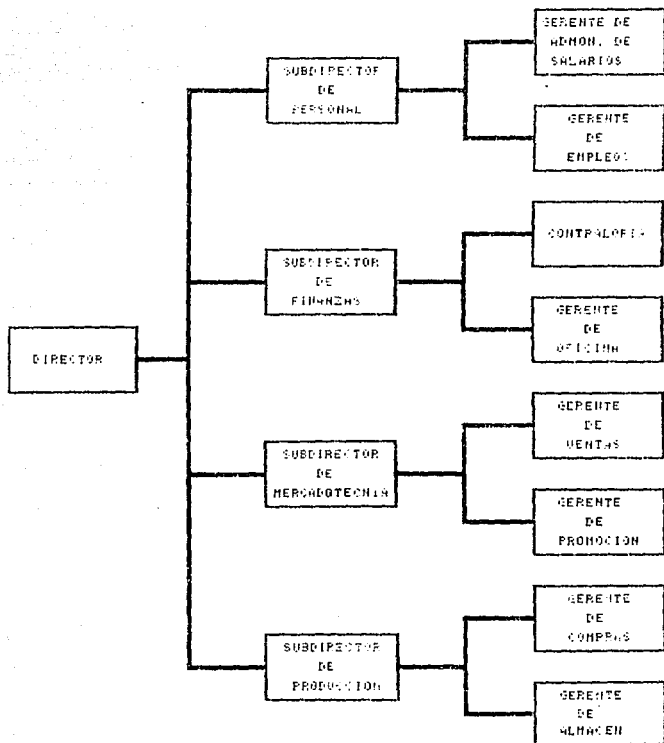 DIRECTOR
SUBDIRECTOR
DE
PERSONAL
GERENTE DE
ADMON. DE
SALARIOS
GERENTE
DE
EMPLEO
SUBDIRECTOR
DE
FINANZAS
CONTRALORIA
GERENTE
DE
OFICINA
SUBDIRECTOR
DE
MERCADOTECNIA
GERENTE
DE
VENTAS
GERENTE
DE
PROMOCION
SUBDIRECTOR
DE
PRODUCCION
GERENTE
DE
COMPRAS
GERENTE
DE
ALMACEN